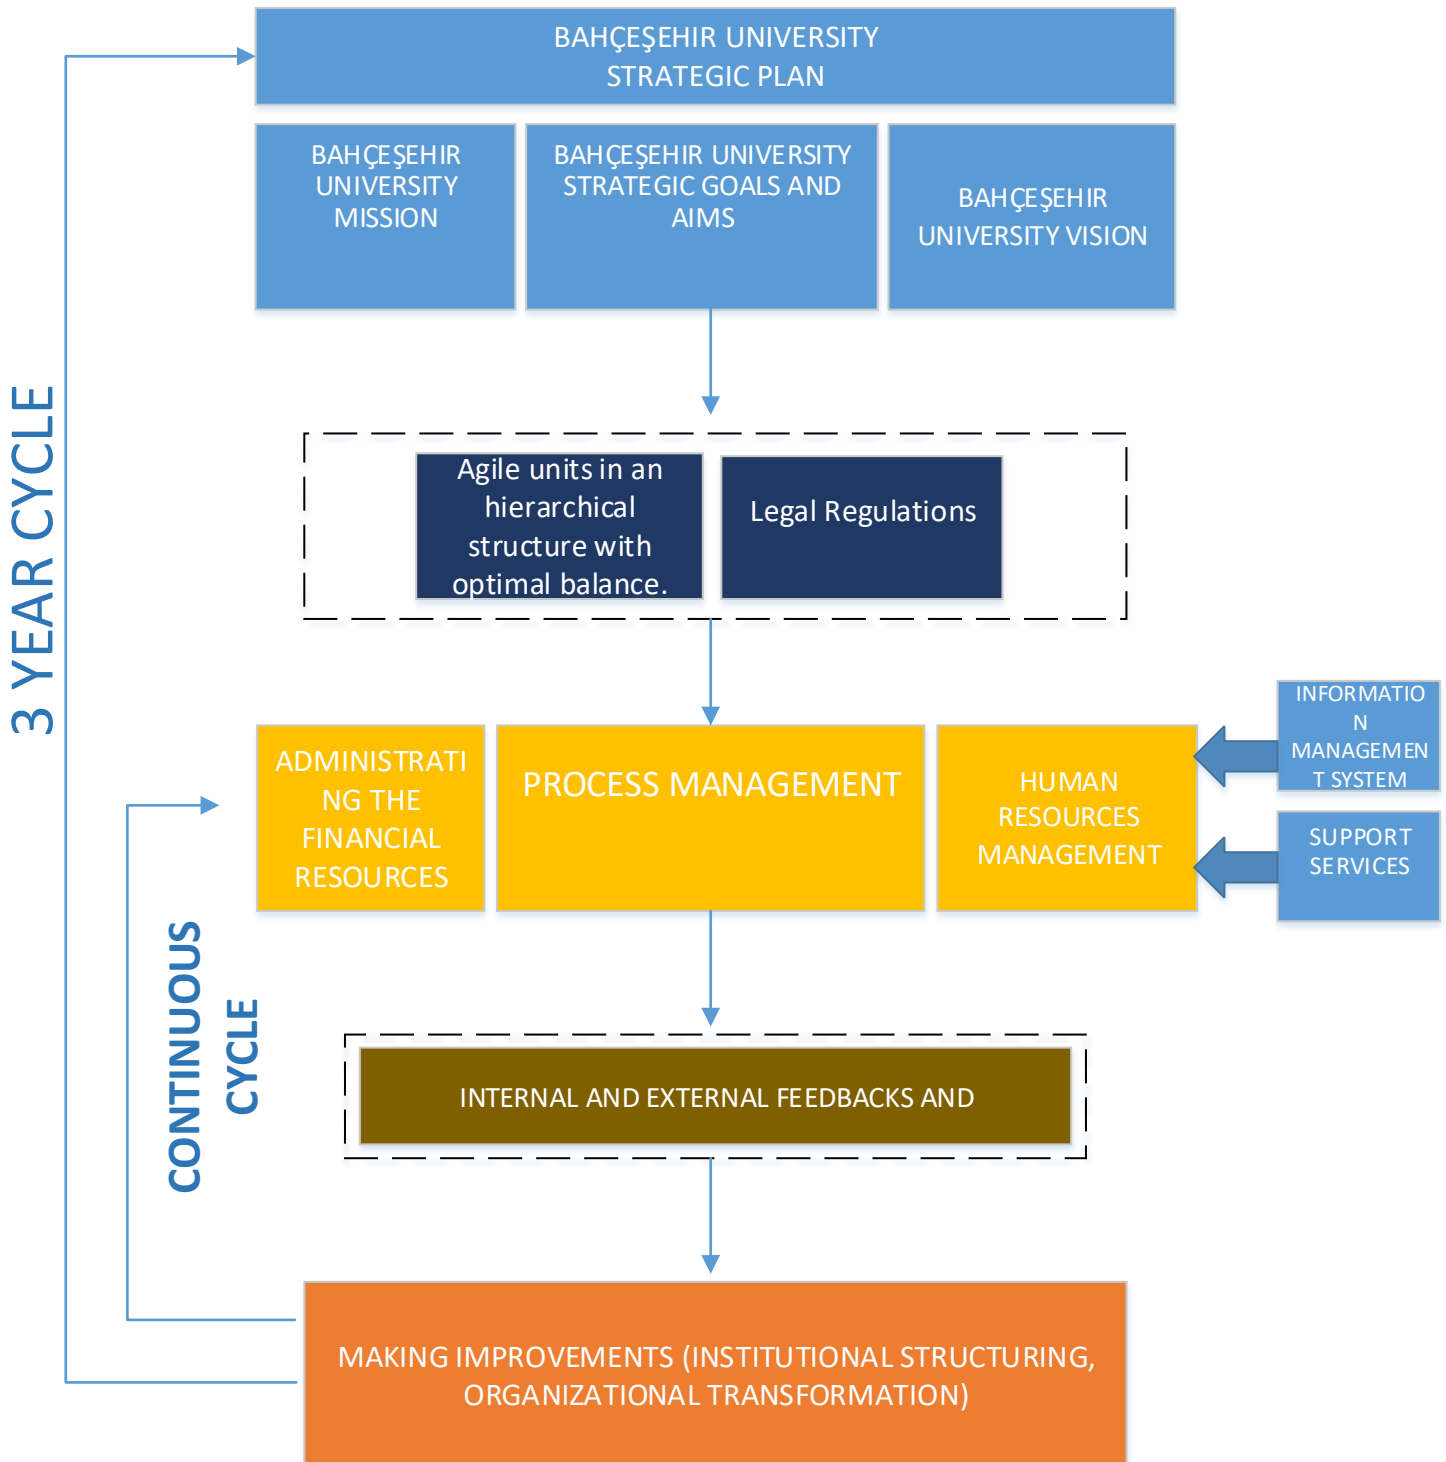 BAHÇEŞEHIR UNIVERSITY
STRATEGIC PLAN
BAHÇEŞEHIR
UNIVERSITY
MISSION
BAHÇEŞEHIR UNIVERSITY
STRATEGIC GOALS AND
AIMS
BAHÇEŞEHIR
UNIVERSITY VISION
3 YEAR CYCLE
Agile units in an
hierarchical
structure with
optimal balance.
Legal Regulations
ADMINISTRATI
NG THE
FINANCIAL
RESOURCES
PROCESS MANAGEMENT
HUMAN
RESOURCES
MANAGEMENT
INFORMATIO
N
MANAGEMEN
T SYSTEM
SUPPORT
SERVICES
CONTINUOUS
CYCLE
INTERNAL AND EXTERNAL FEEDBACKS AND
MAKING IMPROVEMENTS (INSTITUTIONAL STRUCTURING,
ORGANIZATIONAL TRANSFORMATION)